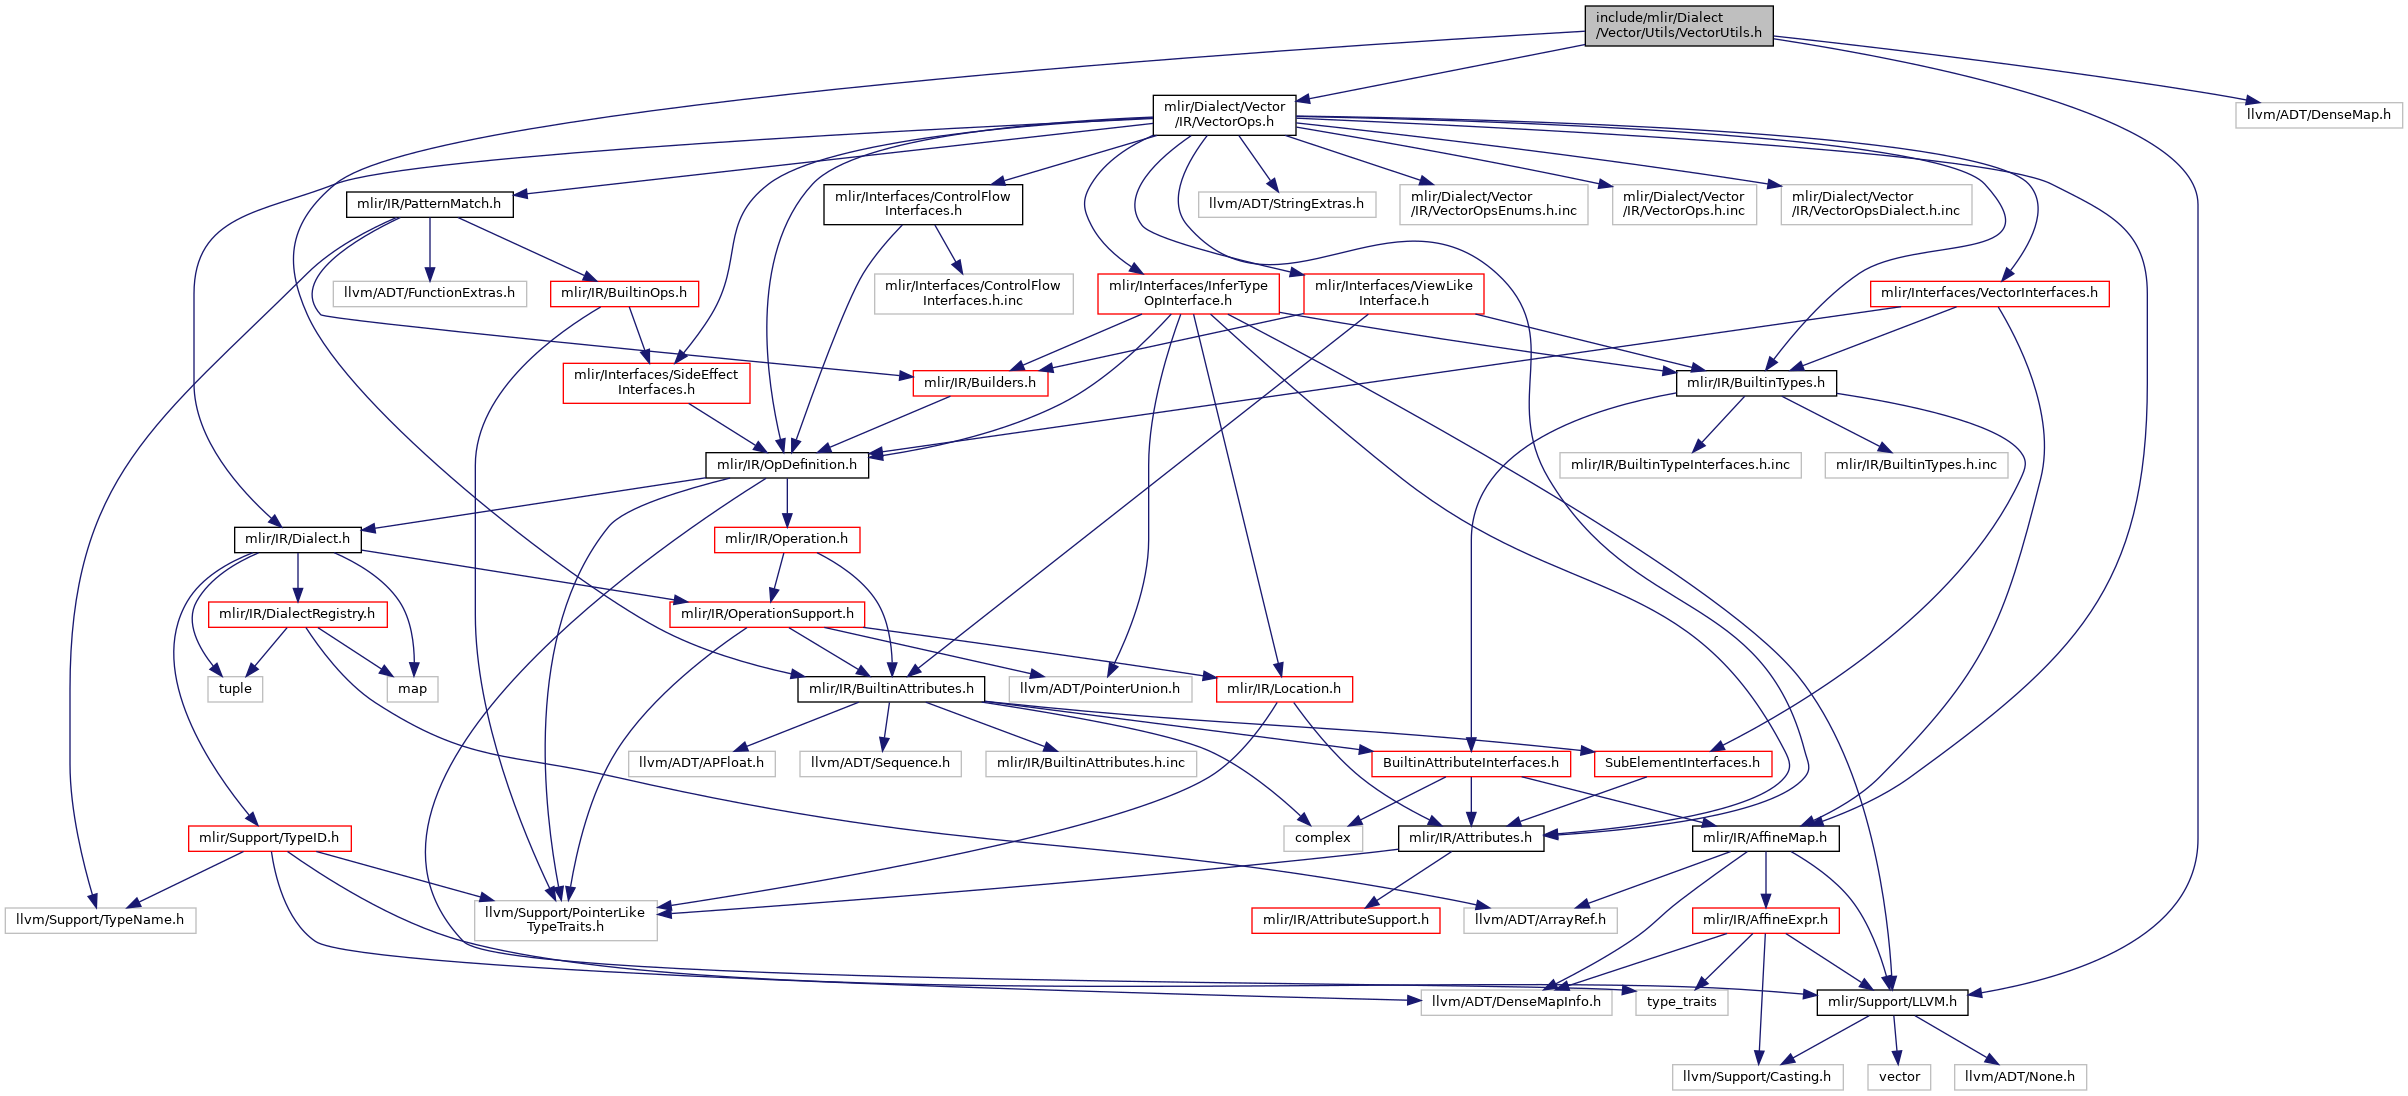 include/mlir/Dialect
/Vector/Utils/VectorUtils.h
mlir/Dialect/Vector
/IR/VectorOps.h
llvm/ADT/DenseMap.h
mlir/IR/PatternMatch.h
mlir/Interfaces/ControlFlow
Interfaces.h
llvm/ADT/StringExtras.h
mlir/Dialect/Vector
/IR/VectorOpsEnums.h.inc
mlir/Dialect/Vector
/IR/VectorOps.h.inc
mlir/Dialect/Vector
/IR/VectorOpsDialect.h.inc
llvm/ADT/FunctionExtras.h
mlir/IR/BuiltinOps.h
mlir/Interfaces/ControlFlow
Interfaces.h.inc
mlir/Interfaces/InferType
OpInterface.h
mlir/Interfaces/ViewLike
Interface.h
mlir/Interfaces/VectorInterfaces.h
mlir/Interfaces/SideEffect
Interfaces.h
mlir/IR/Builders.h
mlir/IR/BuiltinTypes.h
mlir/IR/OpDefinition.h
mlir/IR/BuiltinTypeInterfaces.h.inc
mlir/IR/BuiltinTypes.h.inc
mlir/IR/Dialect.h
mlir/IR/Operation.h
mlir/IR/DialectRegistry.h
mlir/IR/OperationSupport.h
tuple
map
mlir/IR/BuiltinAttributes.h
llvm/ADT/PointerUnion.h
mlir/IR/Location.h
llvm/ADT/APFloat.h
llvm/ADT/Sequence.h
mlir/IR/BuiltinAttributes.h.inc
BuiltinAttributeInterfaces.h
SubElementInterfaces.h
mlir/Support/TypeID.h
complex
mlir/IR/Attributes.h
mlir/IR/AffineMap.h
llvm/Support/TypeName.h
llvm/Support/PointerLike
TypeTraits.h
mlir/IR/AttributeSupport.h
llvm/ADT/ArrayRef.h
mlir/IR/AffineExpr.h
llvm/ADT/DenseMapInfo.h
type_traits
mlir/Support/LLVM.h
llvm/Support/Casting.h
vector
llvm/ADT/None.h